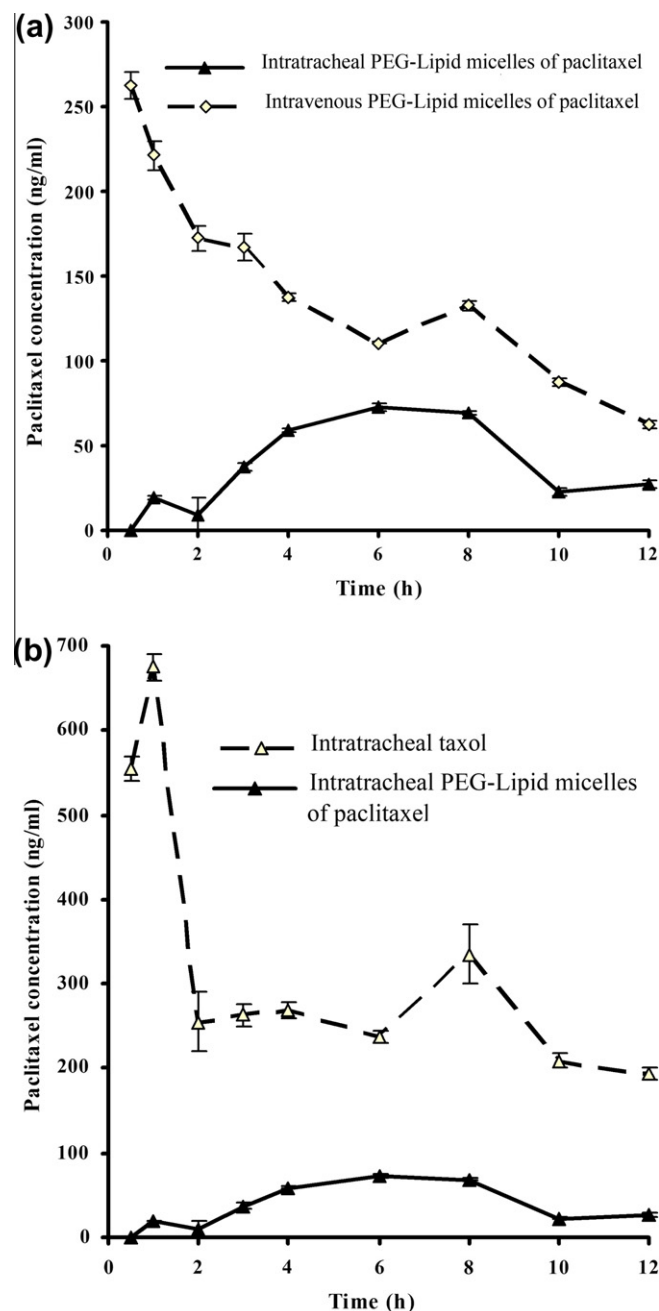 (a)
300
250
200
150
100
50
0
Paclitaxel concentration (ng/ml)
Intratracheal PEG-Lipid micelles of paclitaxel
Intravenous PEG-Lipid micelles of paclitaxel
0 2 4 6 8 10 12
Time (h)
(b)
700
600
500
400
300
200
100
0
Paclitaxel concentration (ng/ml)
Intratracheal taxol
Intratracheal PEG-Lipid micelles
of paclitaxel
0 2 4 6 8 10 12
Time (h)